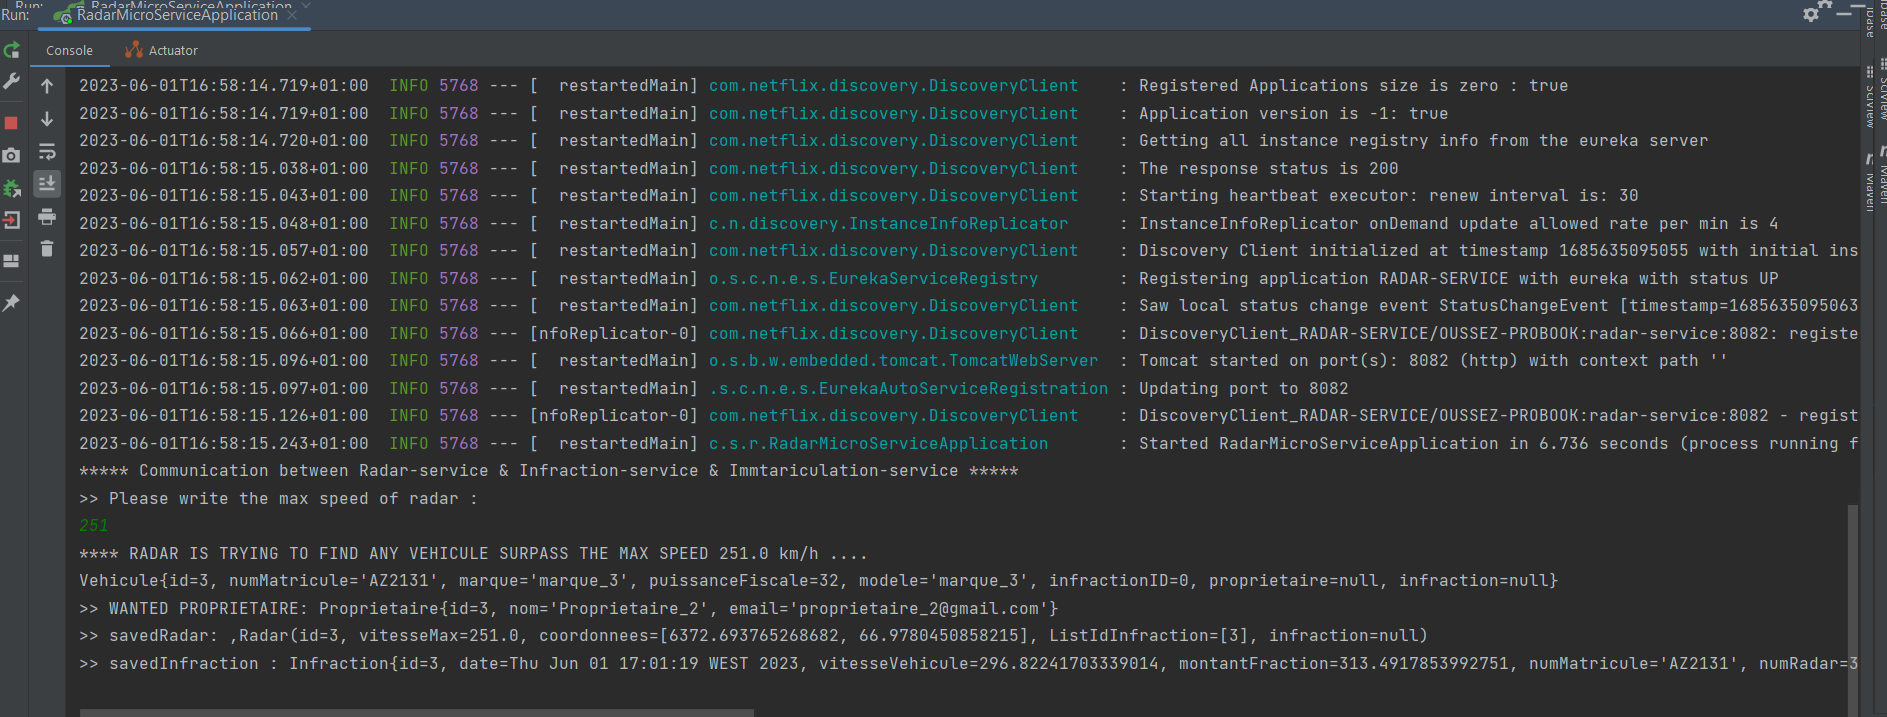 Run: RadarMicroServiceApplication
Run: RadarMicroServiceApplication
Console Actuator
2023-06-01T16:58:14.719+01:00  INFO 5768 --- [  restartedMain] com.netflix.discovery.DiscoveryClient    : Registered Applications size is zero : true
2023-06-01T16:58:14.719+01:00  INFO 5768 --- [  restartedMain] com.netflix.discovery.DiscoveryClient    : Application version is -1: true
2023-06-01T16:58:14.720+01:00  INFO 5768 --- [  restartedMain] com.netflix.discovery.DiscoveryClient    : Getting all instance registry info from the eureka server
2023-06-01T16:58:15.038+01:00  INFO 5768 --- [  restartedMain] com.netflix.discovery.DiscoveryClient    : The response status is 200
2023-06-01T16:58:15.043+01:00  INFO 5768 --- [  restartedMain] com.netflix.discovery.DiscoveryClient    : Starting heartbeat executor: renew interval is: 30
2023-06-01T16:58:15.048+01:00  INFO 5768 --- [  restartedMain] c.n.discovery.InstanceInfoReplicator     : InstanceInfoReplicator onDemand update allowed rate per min is 4
2023-06-01T16:58:15.057+01:00  INFO 5768 --- [  restartedMain] com.netflix.discovery.DiscoveryClient    : Discovery Client initialized at timestamp 1685635095055 with initial ins
2023-06-01T16:58:15.062+01:00  INFO 5768 --- [  restartedMain] o.s.c.n.e.s.EurekaServiceRegistry        : Registering application RADAR-SERVICE with eureka with status UP
2023-06-01T16:58:15.063+01:00  INFO 5768 --- [  restartedMain] com.netflix.discovery.DiscoveryClient    : Saw local status change event StatusChangeEvent [timestamp=1685635095063
2023-06-01T16:58:15.066+01:00  INFO 5768 --- [nfoReplicator-0] com.netflix.discovery.DiscoveryClient    : DiscoveryClient_RADAR-SERVICE/OUSSEZ-PROBOOK:radar-service:8082: registe
2023-06-01T16:58:15.096+01:00  INFO 5768 --- [  restartedMain] o.s.b.w.embedded.tomcat.TomcatWebServer  : Tomcat started on port(s): 8082 (http) with context path ''
2023-06-01T16:58:15.097+01:00  INFO 5768 --- [  restartedMain] .s.c.n.e.s.EurekaAutoServiceRegistration : Updating port to 8082
2023-06-01T16:58:15.126+01:00  INFO 5768 --- [nfoReplicator-0] com.netflix.discovery.DiscoveryClient    : DiscoveryClient_RADAR-SERVICE/OUSSEZ-PROBOOK:radar-service:8082 - regist
2023-06-01T16:58:15.243+01:00  INFO 5768 --- [  restartedMain] c.s.r.RadarMicroServiceApplication       : Started RadarMicroServiceApplication in 6.736 seconds (process running f
***** Communication between Radar-service & Infraction-service & Immtariculation-service *****
>> Please write the max speed of radar :
251
**** RADAR IS TRYING TO FIND ANY VEHICULE SURPASS THE MAX SPEED 251.0 km/h ....
Vehicule{id=3, numMatricule='AZ2131', marque='marque_3', puissanceFiscale=32, modele='marque_3', infractionID=0, proprietaire=null, infraction=null}
>> WANTED PROPRIETAIRE: Proprietaire{id=3, nom='Proprietaire_2', email='proprietaire_2@gmail.com'}
>> savedRadar: ,Radar(id=3, vitesseMax=251.0, coordonnees=[6372.693765268682, 66.9780450858215], ListIdInfraction=[3], infraction=null)
>> savedInfraction : Infraction{id=3, date=Thu Jun 01 17:01:19 WEST 2023, vitesseVehicule=296.82241703339014, montantFraction=313.4917853992751, numMatricule='AZ2131', numRadar=3
SciView
Maven
SciView
Maven